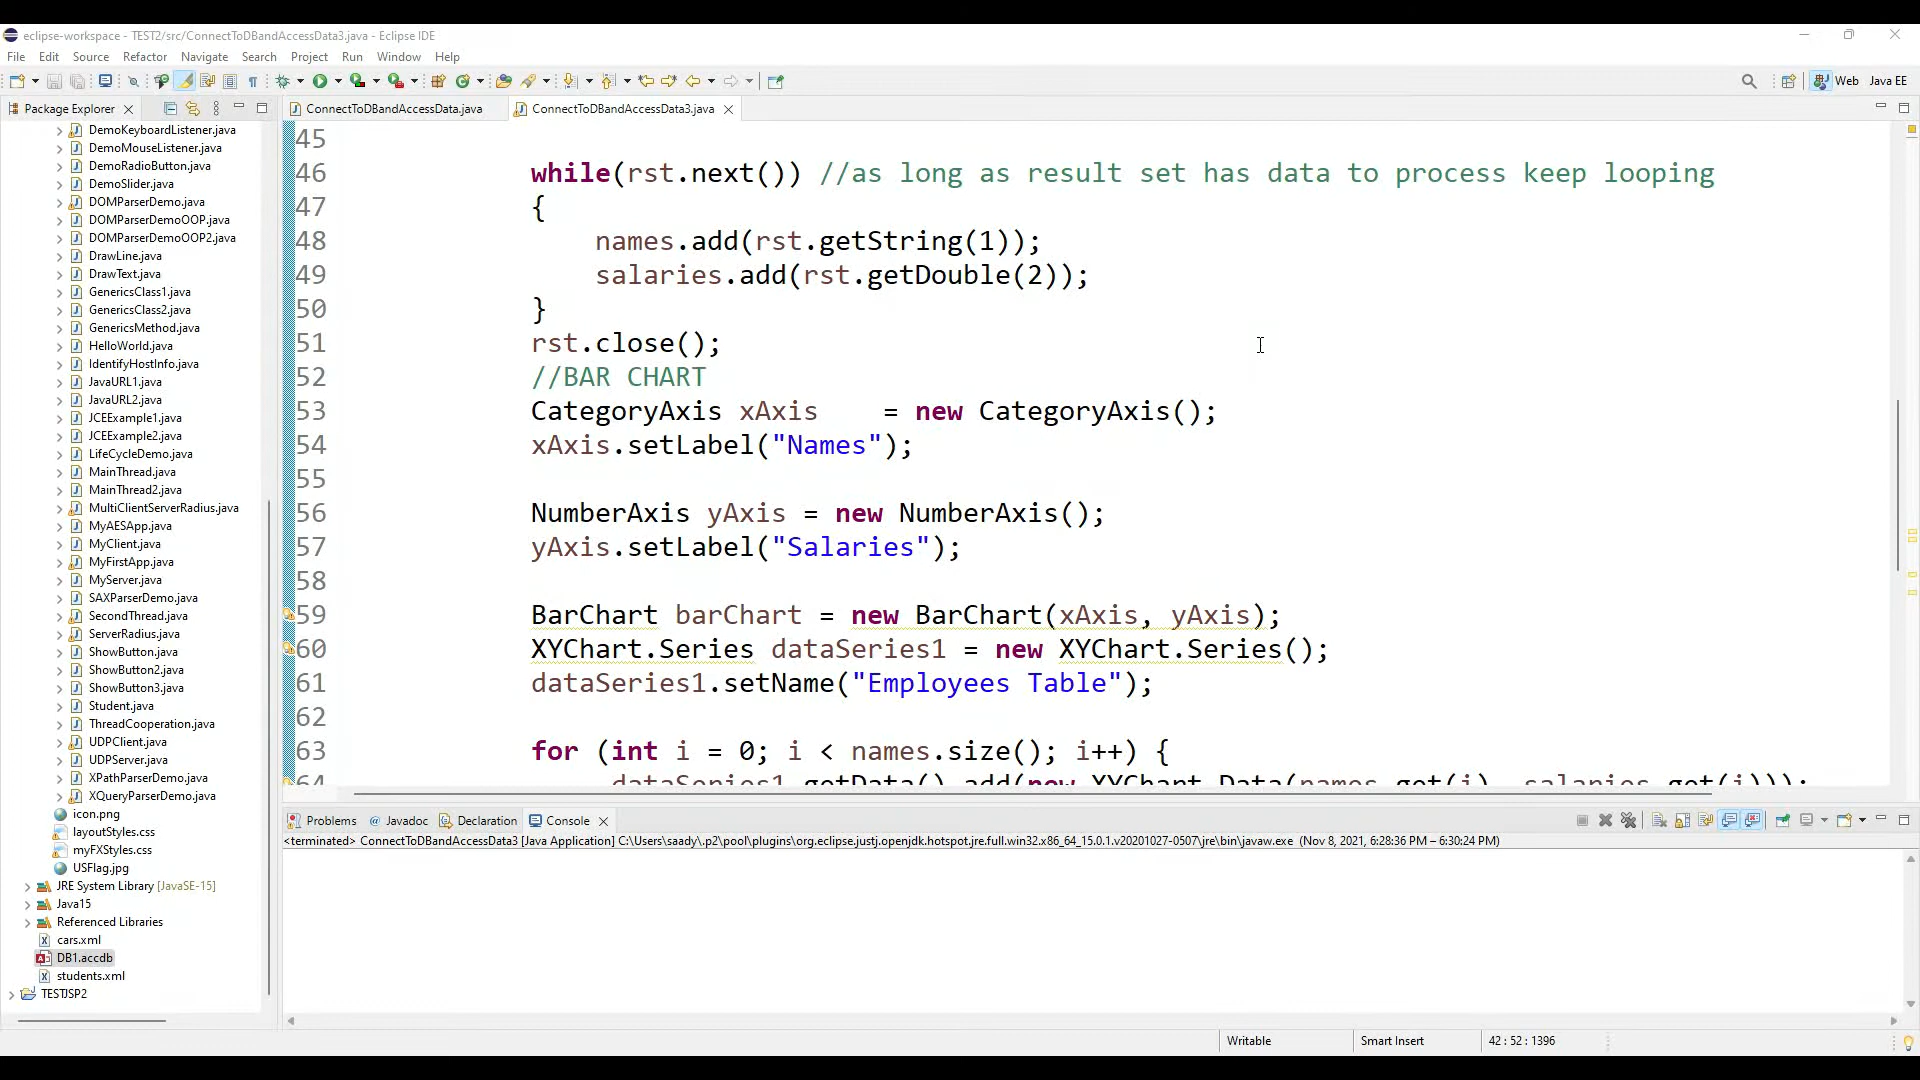 eclipse-workspace - TEST2/src/ConnectToDBandAccessData3.java - Eclipse IDE
File Edit Source Refactor Navigate Search Project Run Window Help
Web Java EE
Package Explorer
ConnectToDBandAccessData.java
ConnectToDBandAccessData3.java
DemoKeyboardListener.java
DemoMouseListener.java
DemoRadioButton.java
DemoSlider.java
DOMParserDemo.java
DOMParserDemoOOP.java
DOMParserDemoOOP2.java
DrawLine.java
DrawText.java
GenericsClass1.java
GenericsClass2.java
GenericsMethod.java
HelloWorld.java
IdentifyHostInfo.java
JavaURL1.java
JavaURL2.java
JCEExample1.java
JCEExample2.java
LifeCycleDemo.java
MainThread.java
MainThread2.java
MultiClientServerRadius.java
MyAESApp.java
MyClient.java
MyFirstApp.java
MyServer.java
SAXParserDemo.java
SecondThread.java
ServerRadius.java
ShowButton.java
ShowButton2.java
ShowButton3.java
Student.java
ThreadCooperation.java
UDPClient.java
UDPServer.java
XPathParserDemo.java
XQueryParserDemo.java
icon.png
layoutStyles.css
myFXStyles.css
USFlag.jpg
JRE System Library [JavaSE-15]
Java15
Referenced Libraries
cars.xml
DB1.accdb
students.xml
TESTJSP2
45
46 while(rst.next()) //as long as result set has data to process keep looping
47 {
48 names.add(rst.getString(1));
49 salaries.add(rst.getDouble(2));
50 }
51 rst.close();
52 //BAR CHART
53 CategoryAxis xAxis    = new CategoryAxis();
54 xAxis.setLabel("Names");
55
56 NumberAxis yAxis = new NumberAxis();
57 yAxis.setLabel("Salaries");
58
59 BarChart barChart = new BarChart(xAxis, yAxis);
60 XYChart.Series dataSeries1 = new XYChart.Series();
61 dataSeries1.setName("Employees Table");
62
63 for (int i = 0; i < names.size(); i++) {
64 dataSeries1.getData().add(new XYChart.Data(names.get(i), salaries.get(i)));
Problems @ Javadoc Declaration Console
<terminated> ConnectToDBandAccessData3 [Java Application] C:\Users\saady\.p2\pool\plugins\org.eclipse.justj.openjdk.hotspot.jre.full.win32.x86_64_15.0.1.v20201027-0507\jre\bin\javaw.exe (Nov 8, 2021, 6:28:36 PM – 6:30:24 PM)
Writable Smart Insert 42 : 52 : 1396